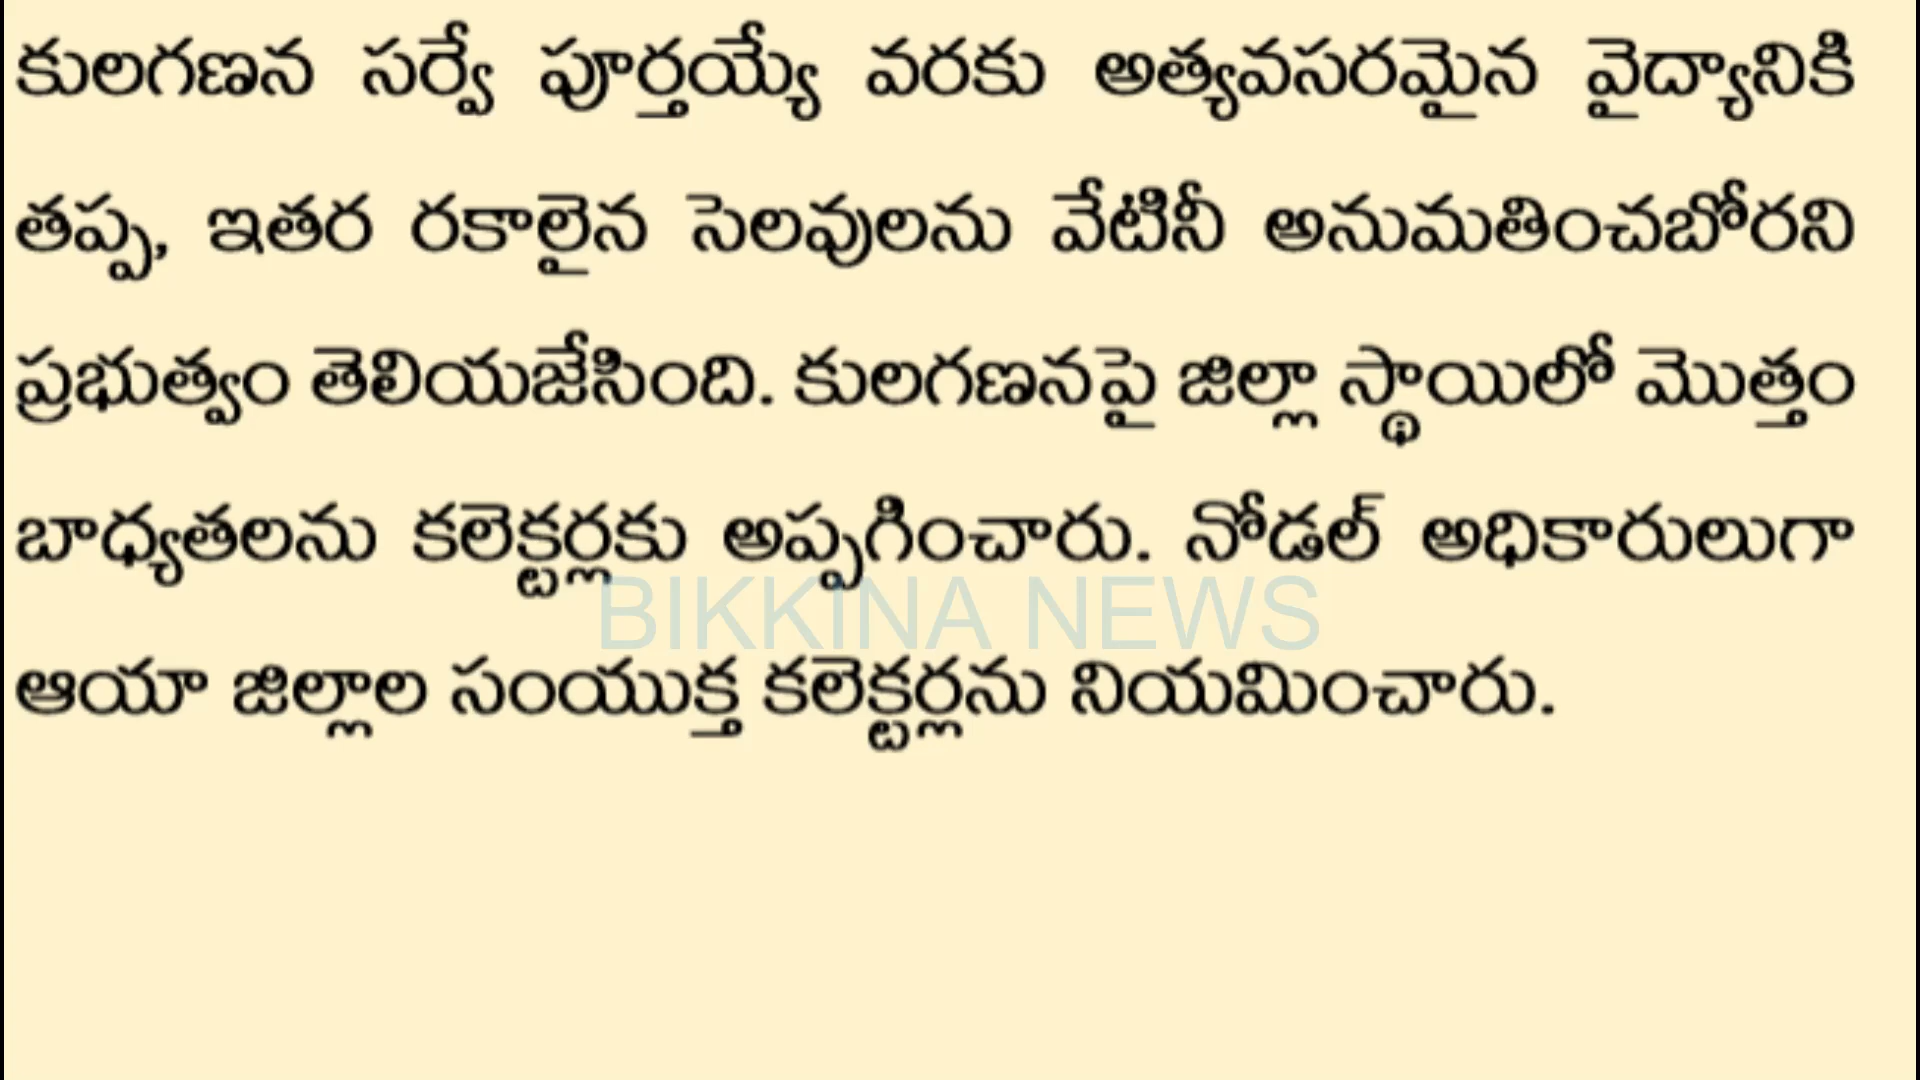 కులగణన సర్వే పూర్తయ్యే వరకు అత్యవసరమైన వైద్యానికి
తప్ప, ఇతర రకాలైన సెలవులను వేటినీ అనుమతించబోరని
ప్రభుత్వం తెలియజేసింది. కులగణనపై జిల్లా స్థాయిలో మొత్తం
బాధ్యతలను కలెక్టర్లకు అప్పగించారు. నోడల్ అధికారులుగా
BIKKINA NEWS
ఆయా జిల్లాల సంయుక్త కలెక్టర్లను నియమించారు.